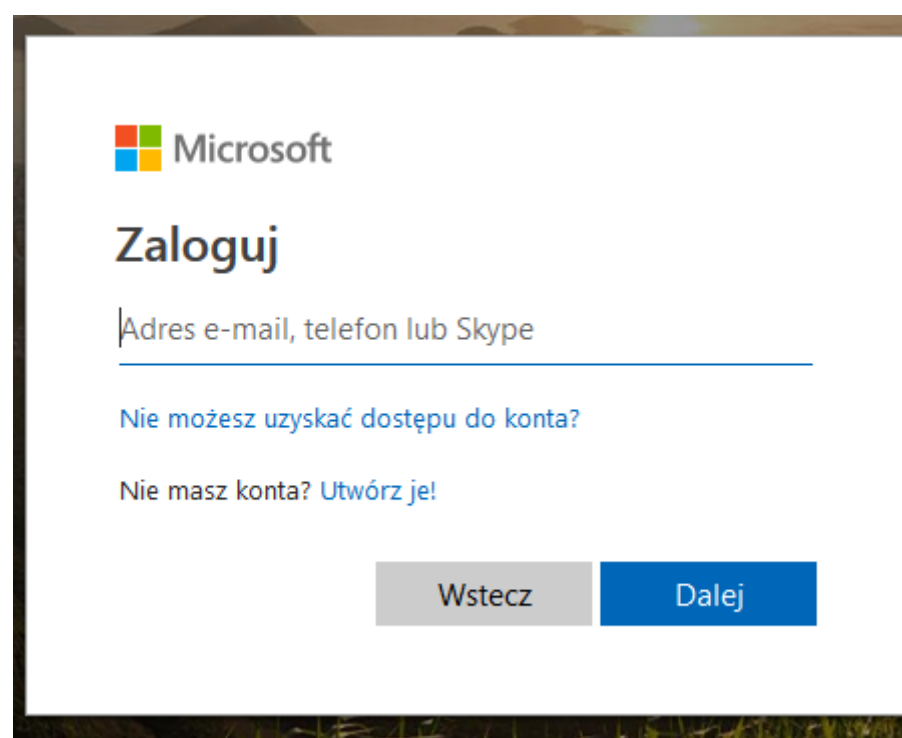 Microsoft
Zaloguj
Adres e-mail, telefon lub Skype
Nie możesz uzyskać dostępu do konta?
Nie masz konta? Utwórz je!
Wstecz Dalej